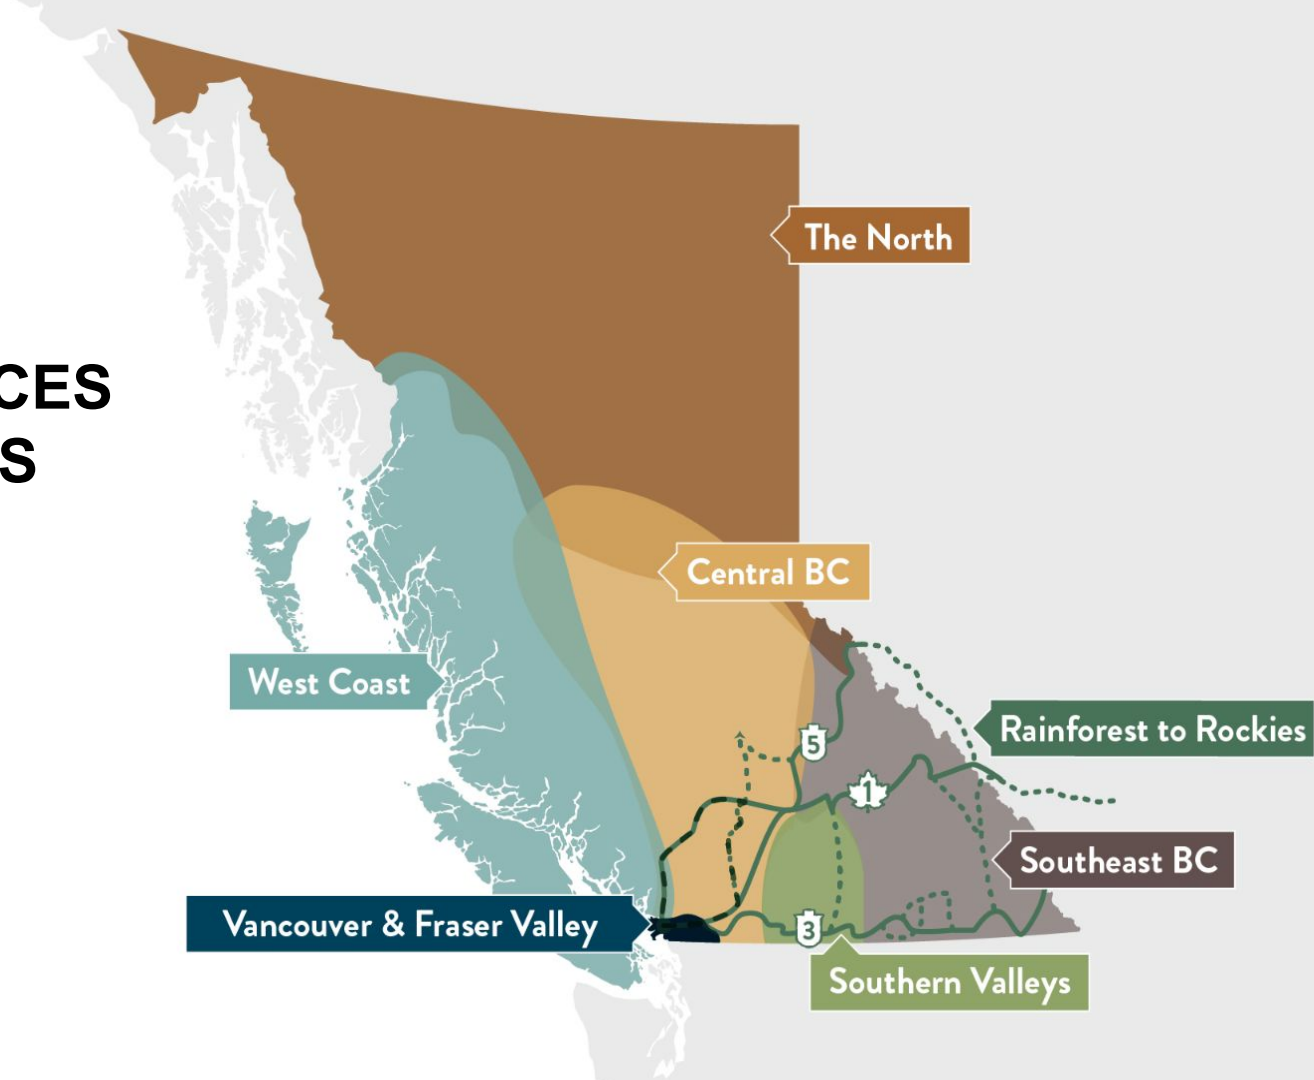 The North
CES
S
Central BC
West Coast
Rainforest to Rockies
5
1
Southeast BC
Vancouver & Fraser Valley
3
Southern Valleys